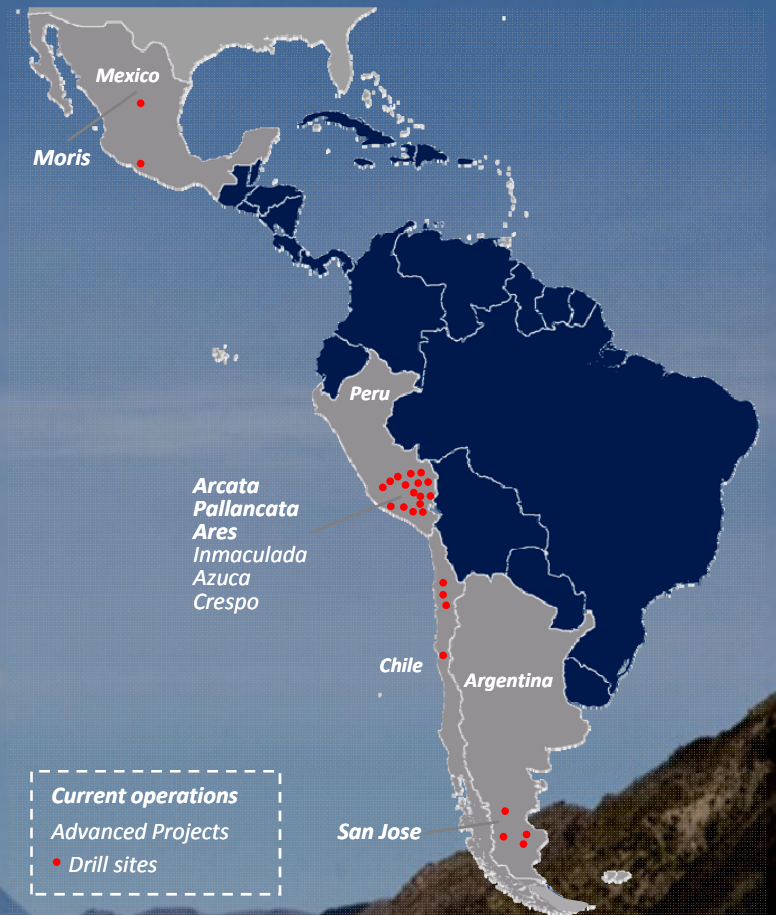 Mexico
Moris
Peru
Arcata
Pallancata
Ares
Inmaculada
Azuca
Crespo
Chile
Argentina
San Jose
Current operations
Advanced Projects
Drill sites